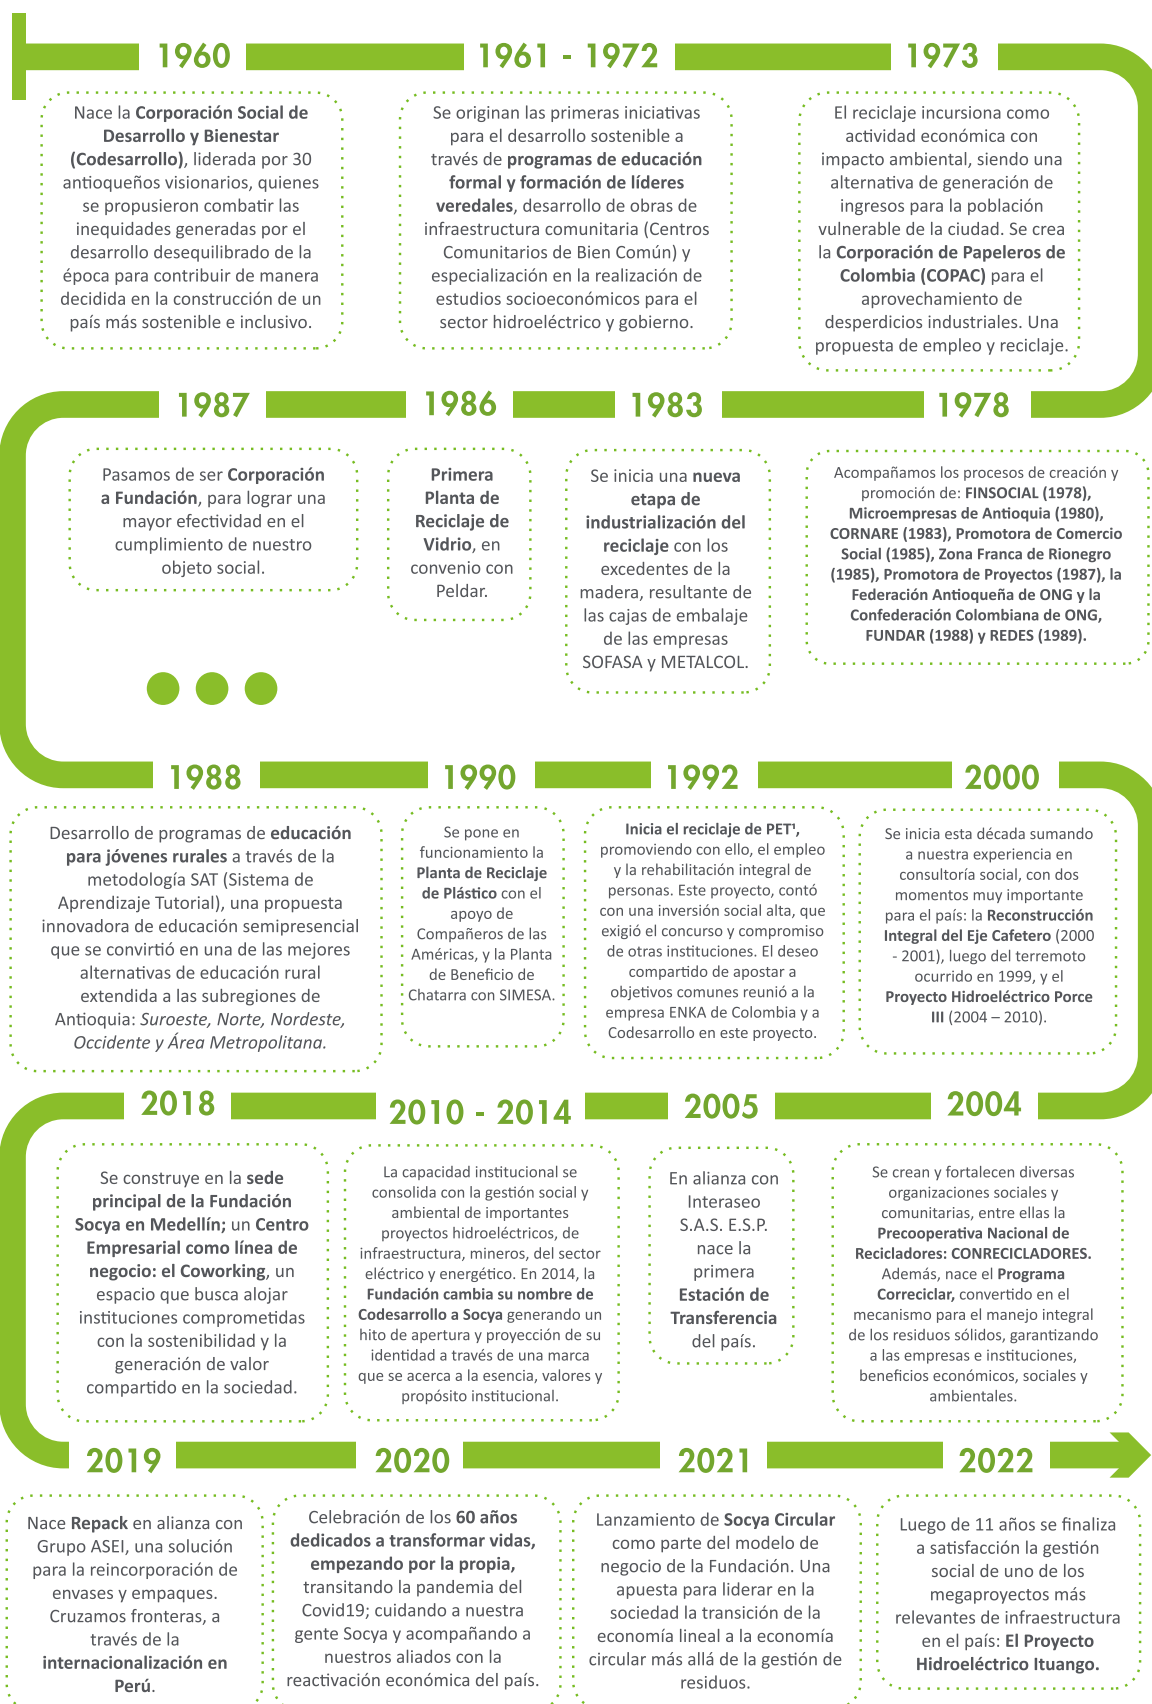 1960
Nace la Corporación Social de
Desarrollo y Bienestar
(Codesarrollo), liderada por 30
antioqueños visionarios, quienes
se propusieron combatir las
inequidades generadas por el
desarrollo desequilibrado de la
época para contribuir de manera
decidida en la construcción de un
país más sostenible e inclusivo.
1961 - 1972
Se originan las primeras iniciativas
para el desarrollo sostenible a
través de programas de educación
formal y formación de líderes
veredales, desarrollo de obras de
infraestructura comunitaria (Centros
Comunitarios de Bien Común) y
especialización en la realización de
estudios socioeconómicos para el
sector hidroeléctrico y gobierno.
1973
El reciclaje incursiona como
actividad económica con
impacto ambiental, siendo una
alternativa de generación de
ingresos para la población
vulnerable de la ciudad. Se crea
la Corporación de Papeleros de
Colombia (COPAC) para el
aprovechamiento de
desperdicios industriales. Una
propuesta de empleo y reciclaje.
1978
Acompañamos los procesos de creación y
promoción de: FINSOCIAL (1978),
Microempresas de Antioquia (1980),
CORNARE (1983), Promotora de Comercio
Social (1985), Zona Franca de Rionegro
(1985), Promotora de Proyectos (1987), la
Federación Antioqueña de ONG y la
Confederación Colombiana de ONG,
FUNDAR (1988) y REDES (1989).
1983
Se inicia una nueva
etapa de
industrialización del
reciclaje con los
excedentes de la
madera, resultante de
las cajas de embalaje
de las empresas
SOFASA y METALCOL.
1986
Primera
Planta de
Reciclaje de
Vidrio, en
convenio con
Peldar.
1987
Pasamos de ser Corporación
a Fundación, para lograr una
mayor efectividad en el
cumplimiento de nuestro
objeto social.
1988
Desarrollo de programas de educación
para jóvenes rurales a través de la
metodología SAT (Sistema de
Aprendizaje Tutorial), una propuesta
innovadora de educación semipresencial
que se convirtió en una de las mejores
alternativas de educación rural
extendida a las subregiones de
Antioquia: Suroeste, Norte, Nordeste,
Occidente y Área Metropolitana.
1990
Se pone en
funcionamiento la
Planta de Reciclaje
de Plástico con el
apoyo de
Compañeros de las
Américas, y la Planta
de Beneficio de
Chatarra con SIMESA.
1992
Inicia el reciclaje de PET¹,
promoviendo con ello, el empleo
y la rehabilitación integral de
personas. Este proyecto, contó
con una inversión social alta, que
exigió el concurso y compromiso
de otras instituciones. El deseo
compartido de apostar a
objetivos comunes reunió a la
empresa ENKA de Colombia y a
Codesarrollo en este proyecto.
2000
Se inicia esta década sumando
a nuestra experiencia en
consultoría social, con dos
momentos muy importante
para el país: la Reconstrucción
Integral del Eje Cafetero (2000
- 2001), luego del terremoto
ocurrido en 1999, y el
Proyecto Hidroeléctrico Porce
III (2004 – 2010).
2004
Se crean y fortalecen diversas
organizaciones sociales y
comunitarias, entre ellas la
Precooperativa Nacional de
Recicladores: CONRECICLADORES.
Además, nace el Programa
Correciclar, convertido en el
mecanismo para el manejo integral
de los residuos sólidos, garantizando
a las empresas e instituciones,
beneficios económicos, sociales y
ambientales.
2005
En alianza con
Interaseo
S.A.S. E.S.P.
nace la
primera
Estación de
Transferencia
del país.
2010 - 2014
La capacidad institucional se
consolida con la gestión social y
ambiental de importantes
proyectos hidroeléctricos, de
infraestructura, mineros, del sector
eléctrico y energético. En 2014, la
Fundación cambia su nombre de
Codesarrollo a Socya generando un
hito de apertura y proyección de su
identidad a través de una marca
que se acerca a la esencia, valores y
propósito institucional.
2018
Se construye en la sede
principal de la Fundación
Socya en Medellín; un Centro
Empresarial como línea de
negocio: el Coworking, un
espacio que busca alojar
instituciones comprometidas
con la sostenibilidad y la
generación de valor
compartido en la sociedad.
2019
Nace Repack en alianza con
Grupo ASEI, una solución
para la reincorporación de
envases y empaques.
Cruzamos fronteras, a
través de la
internacionalización en
Perú.
2020
Celebración de los 60 años
dedicados a transformar vidas,
empezando por la propia,
transitando la pandemia del
Covid19; cuidando a nuestra
gente Socya y acompañando a
nuestros aliados con la
reactivación económica del país.
2021
Lanzamiento de Socya Circular
como parte del modelo de
negocio de la Fundación. Una
apuesta para liderar en la
sociedad la transición de la
economía lineal a la economía
circular más allá de la gestión de
residuos.
2022
Luego de 11 años se finaliza
a satisfacción la gestión
social de uno de los
megaproyectos más
relevantes de infraestructura
en el país: El Proyecto
Hidroeléctrico Ituango.